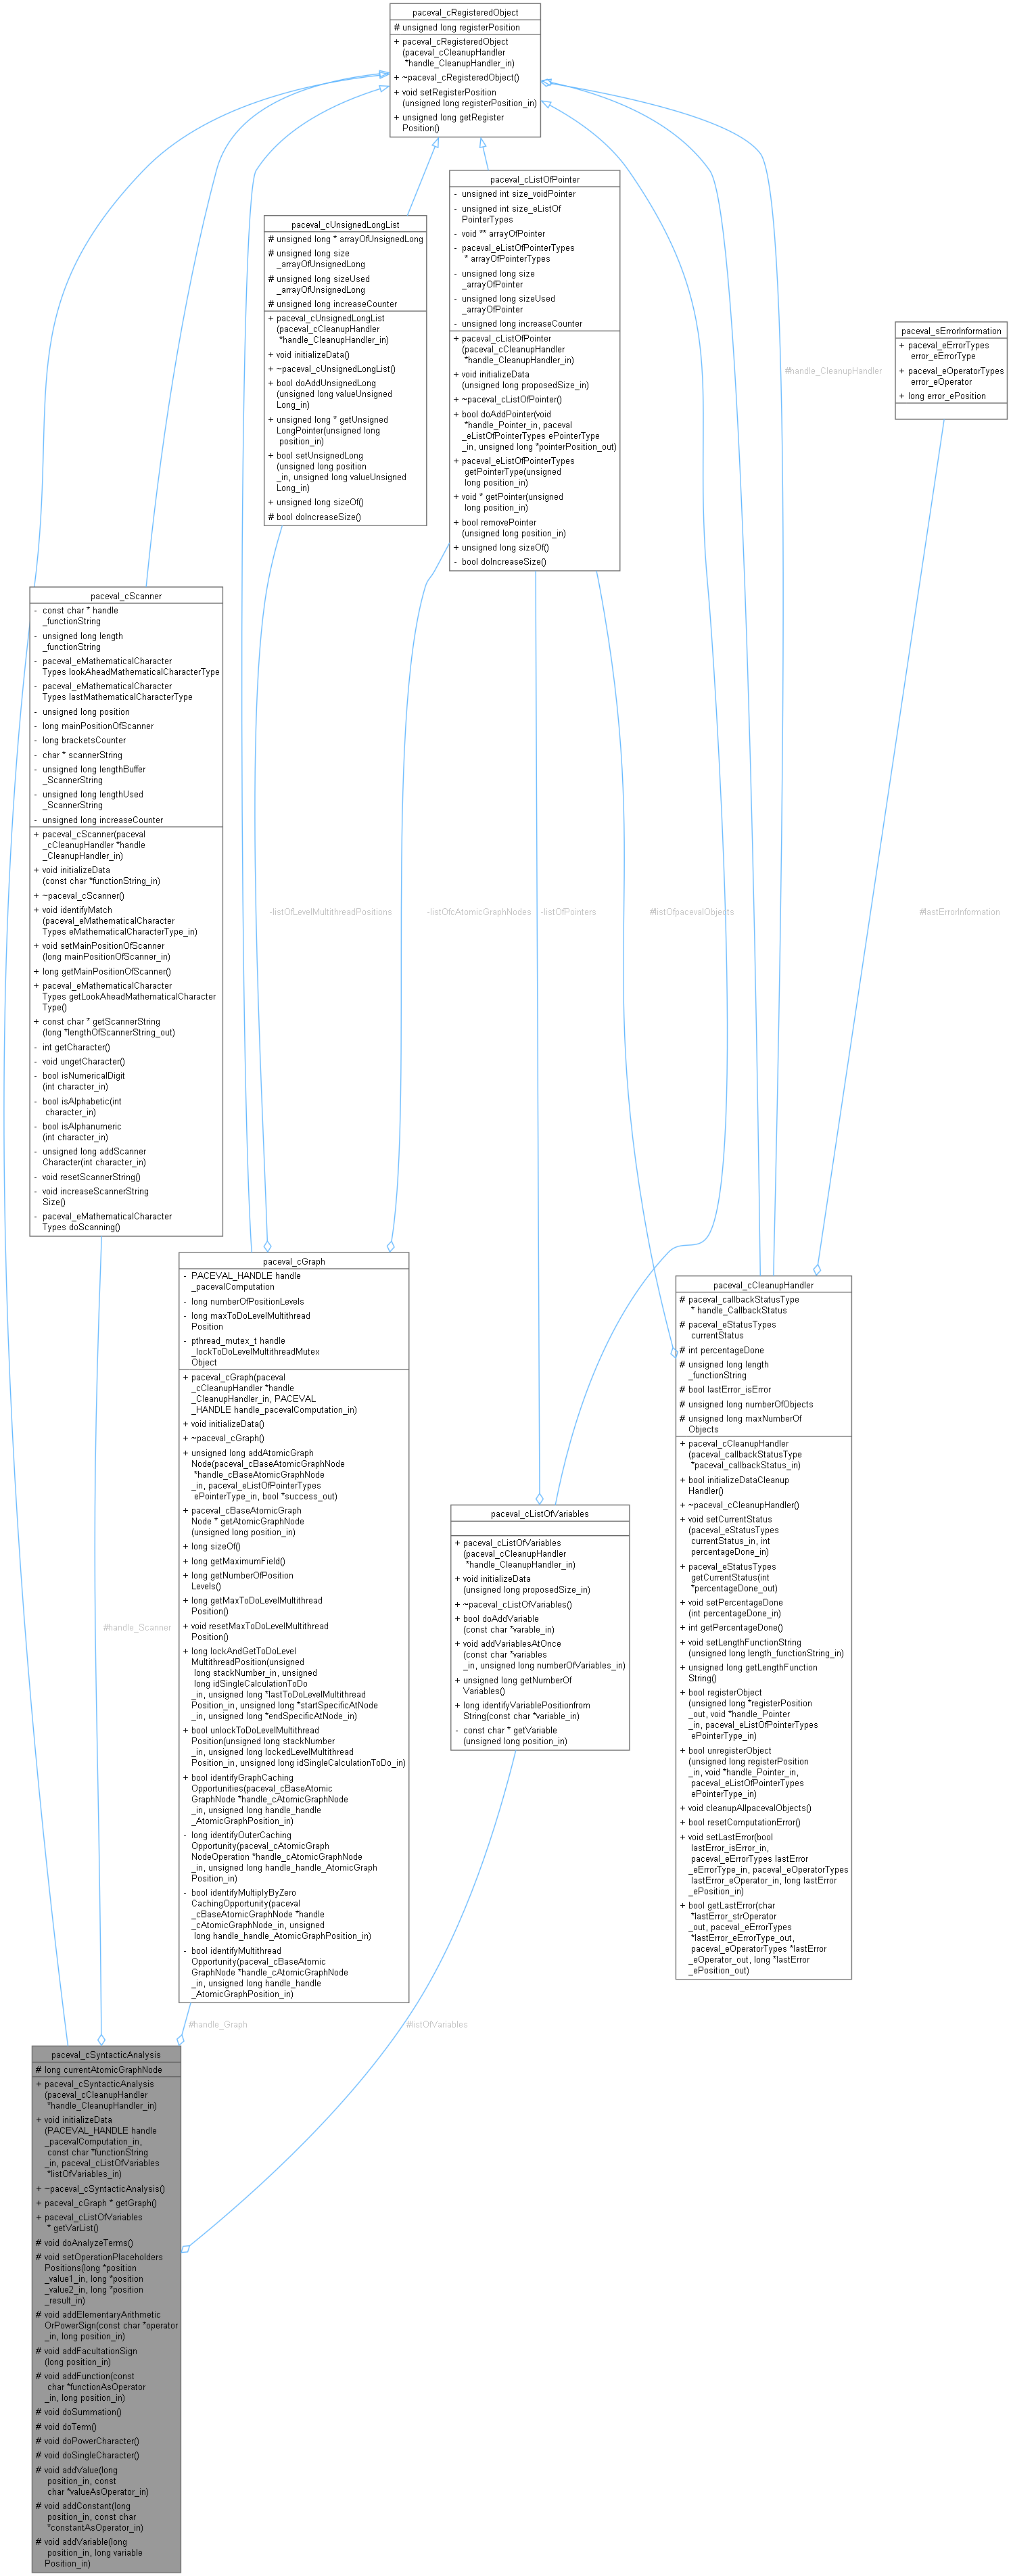 paceval_cRegisteredObject
# unsigned long registerPosition
+ paceval_cRegisteredObject
(paceval_cCleanupHandler
*handle_CleanupHandler_in)
+ ~paceval_cRegisteredObject()
+ void setRegisterPosition
(unsigned long registerPosition_in)
+ unsigned long getRegister
Position()
paceval_cUnsignedLongList
# unsigned long * arrayOfUnsignedLong
# unsigned long size
_arrayOfUnsignedLong
# unsigned long sizeUsed
_arrayOfUnsignedLong
# unsigned long increaseCounter
+ paceval_cUnsignedLongList
(paceval_cCleanupHandler
*handle_CleanupHandler_in)
+ void initializeData()
+ ~paceval_cUnsignedLongList()
+ bool doAddUnsignedLong
(unsigned long valueUnsigned
Long_in)
+ unsigned long * getUnsigned
LongPointer(unsigned long
position_in)
+ bool setUnsignedLong
(unsigned long position
_in, unsigned long valueUnsigned
Long_in)
+ unsigned long sizeOf()
# bool doIncreaseSize()
paceval_cListOfPointer
- unsigned int size_voidPointer
- unsigned int size_eListOf
PointerTypes
- void ** arrayOfPointer
- paceval_eListOfPointerTypes
* arrayOfPointerTypes
- unsigned long size
_arrayOfPointer
- unsigned long sizeUsed
_arrayOfPointer
- unsigned long increaseCounter
+ paceval_cListOfPointer
(paceval_cCleanupHandler
*handle_CleanupHandler_in)
+ void initializeData
(unsigned long proposedSize_in)
+ ~paceval_cListOfPointer()
+ bool doAddPointer(void
*handle_Pointer_in, paceval
_eListOfPointerTypes ePointerType
_in, unsigned long *pointerPosition_out)
+ paceval_eListOfPointerTypes
getPointerType(unsigned
long position_in)
+ void * getPointer(unsigned
long position_in)
+ bool removePointer
(unsigned long position_in)
+ unsigned long sizeOf()
- bool doIncreaseSize()
#handle_CleanupHandler
paceval_sErrorInformation
+ paceval_eErrorTypes
error_eErrorType
+ paceval_eOperatorTypes
error_eOperator
+ long error_ePosition
paceval_cScanner
- const char * handle
_functionString
- unsigned long length
_functionString
- paceval_eMathematicalCharacter
Types lookAheadMathematicalCharacterType
- paceval_eMathematicalCharacter
Types lastMathematicalCharacterType
- unsigned long position
- long mainPositionOfScanner
- long bracketsCounter
- char * scannerString
- unsigned long lengthBuffer
_ScannerString
- unsigned long lengthUsed
_ScannerString
- unsigned long increaseCounter
+ paceval_cScanner(paceval
_cCleanupHandler *handle
_CleanupHandler_in)
+ void initializeData
(const char *functionString_in)
+ ~paceval_cScanner()
+ void identifyMatch
(paceval_eMathematicalCharacter
Types eMathematicalCharacterType_in)
+ void setMainPositionOfScanner
(long mainPositionOfScanner_in)
+ long getMainPositionOfScanner()
+ paceval_eMathematicalCharacter
Types getLookAheadMathematicalCharacter
Type()
+ const char * getScannerString
(long *lengthOfScannerString_out)
- int getCharacter()
- void ungetCharacter()
- bool isNumericalDigit
(int character_in)
- bool isAlphabetic(int
character_in)
- bool isAlphanumeric
(int character_in)
- unsigned long addScanner
Character(int character_in)
- void resetScannerString()
- void increaseScannerString
Size()
- paceval_eMathematicalCharacter
Types doScanning()
-listOfLevelMultithreadPositions
-listOfcAtomicGraphNodes
-listOfPointers
#listOfpacevalObjects
#lastErrorInformation
paceval_cGraph
- PACEVAL_HANDLE handle
_pacevalComputation
- long numberOfPositionLevels
- long maxToDoLevelMultithread
Position
- pthread_mutex_t handle
_lockToDoLevelMultithreadMutex
Object
+ paceval_cGraph(paceval
_cCleanupHandler *handle
_CleanupHandler_in, PACEVAL
_HANDLE handle_pacevalComputation_in)
+ void initializeData()
+ ~paceval_cGraph()
+ unsigned long addAtomicGraph
Node(paceval_cBaseAtomicGraphNode
*handle_cBaseAtomicGraphNode
_in, paceval_eListOfPointerTypes
ePointerType_in, bool *success_out)
+ paceval_cBaseAtomicGraph
Node * getAtomicGraphNode
(unsigned long position_in)
+ long sizeOf()
+ long getMaximumField()
+ long getNumberOfPosition
Levels()
+ long getMaxToDoLevelMultithread
Position()
+ void resetMaxToDoLevelMultithread
Position()
+ long lockAndGetToDoLevel
MultithreadPosition(unsigned
long stackNumber_in, unsigned
long idSingleCalculationToDo
_in, unsigned long *lastToDoLevelMultithread
Position_in, unsigned long *startSpecificAtNode
_in, unsigned long *endSpecificAtNode_in)
+ bool unlockToDoLevelMultithread
Position(unsigned long stackNumber
_in, unsigned long lockedLevelMultithread
Position_in, unsigned long idSingleCalculationToDo_in)
+ bool identifyGraphCaching
Opportunities(paceval_cBaseAtomic
GraphNode *handle_cAtomicGraphNode
_in, unsigned long handle_handle
_AtomicGraphPosition_in)
- long identifyOuterCaching
Opportunity(paceval_cAtomicGraph
NodeOperation *handle_cAtomicGraphNode
_in, unsigned long handle_handle_AtomicGraph
Position_in)
- bool identifyMultiplyByZero
CachingOpportunity(paceval
_cBaseAtomicGraphNode *handle
_cAtomicGraphNode_in, unsigned
long handle_handle_AtomicGraphPosition_in)
- bool identifyMultithread
Opportunity(paceval_cBaseAtomic
GraphNode *handle_cAtomicGraphNode
_in, unsigned long handle_handle
_AtomicGraphPosition_in)
paceval_cListOfVariables
+ paceval_cListOfVariables
(paceval_cCleanupHandler
*handle_CleanupHandler_in)
+ void initializeData
(unsigned long proposedSize_in)
+ ~paceval_cListOfVariables()
+ bool doAddVariable
(const char *varable_in)
+ void addVariablesAtOnce
(const char *variables
_in, unsigned long numberOfVariables_in)
+ unsigned long getNumberOf
Variables()
+ long identifyVariablePositionfrom
String(const char *variable_in)
- const char * getVariable
(unsigned long position_in)
paceval_cCleanupHandler
# paceval_callbackStatusType
* handle_CallbackStatus
# paceval_eStatusTypes
currentStatus
# int percentageDone
# unsigned long length
_functionString
# bool lastError_isError
# unsigned long numberOfObjects
# unsigned long maxNumberOf
Objects
+ paceval_cCleanupHandler
(paceval_callbackStatusType
*paceval_callbackStatus_in)
+ bool initializeDataCleanup
Handler()
+ ~paceval_cCleanupHandler()
+ void setCurrentStatus
(paceval_eStatusTypes
currentStatus_in, int
percentageDone_in)
+ paceval_eStatusTypes
getCurrentStatus(int
*percentageDone_out)
+ void setPercentageDone
(int percentageDone_in)
+ int getPercentageDone()
+ void setLengthFunctionString
(unsigned long length_functionString_in)
+ unsigned long getLengthFunction
String()
+ bool registerObject
(unsigned long *registerPosition
_out, void *handle_Pointer
_in, paceval_eListOfPointerTypes
ePointerType_in)
+ bool unregisterObject
(unsigned long registerPosition
_in, void *handle_Pointer_in,
paceval_eListOfPointerTypes
ePointerType_in)
+ void cleanupAllpacevalObjects()
+ bool resetComputationError()
+ void setLastError(bool
lastError_isError_in,
paceval_eErrorTypes lastError
_eErrorType_in, paceval_eOperatorTypes
lastError_eOperator_in, long lastError
_ePosition_in)
+ bool getLastError(char
*lastError_strOperator
_out, paceval_eErrorTypes
*lastError_eErrorType_out,
paceval_eOperatorTypes *lastError
_eOperator_out, long *lastError
_ePosition_out)
#handle_Scanner
#handle_Graph
#listOfVariables
paceval_cSyntacticAnalysis
# long currentAtomicGraphNode
+ paceval_cSyntacticAnalysis
(paceval_cCleanupHandler
*handle_CleanupHandler_in)
+ void initializeData
(PACEVAL_HANDLE handle
_pacevalComputation_in,
const char *functionString
_in, paceval_cListOfVariables
*listOfVariables_in)
+ ~paceval_cSyntacticAnalysis()
+ paceval_cGraph * getGraph()
+ paceval_cListOfVariables
* getVarList()
# void doAnalyzeTerms()
# void setOperationPlaceholders
Positions(long *position
_value1_in, long *position
_value2_in, long *position
_result_in)
# void addElementaryArithmetic
OrPowerSign(const char *operator
_in, long position_in)
# void addFacultationSign
(long position_in)
# void addFunction(const
char *functionAsOperator
_in, long position_in)
# void doSummation()
# void doTerm()
# void doPowerCharacter()
# void doSingleCharacter()
# void addValue(long
position_in, const
char *valueAsOperator_in)
# void addConstant(long
position_in, const char
*constantAsOperator_in)
# void addVariable(long
position_in, long variable
Position_in)